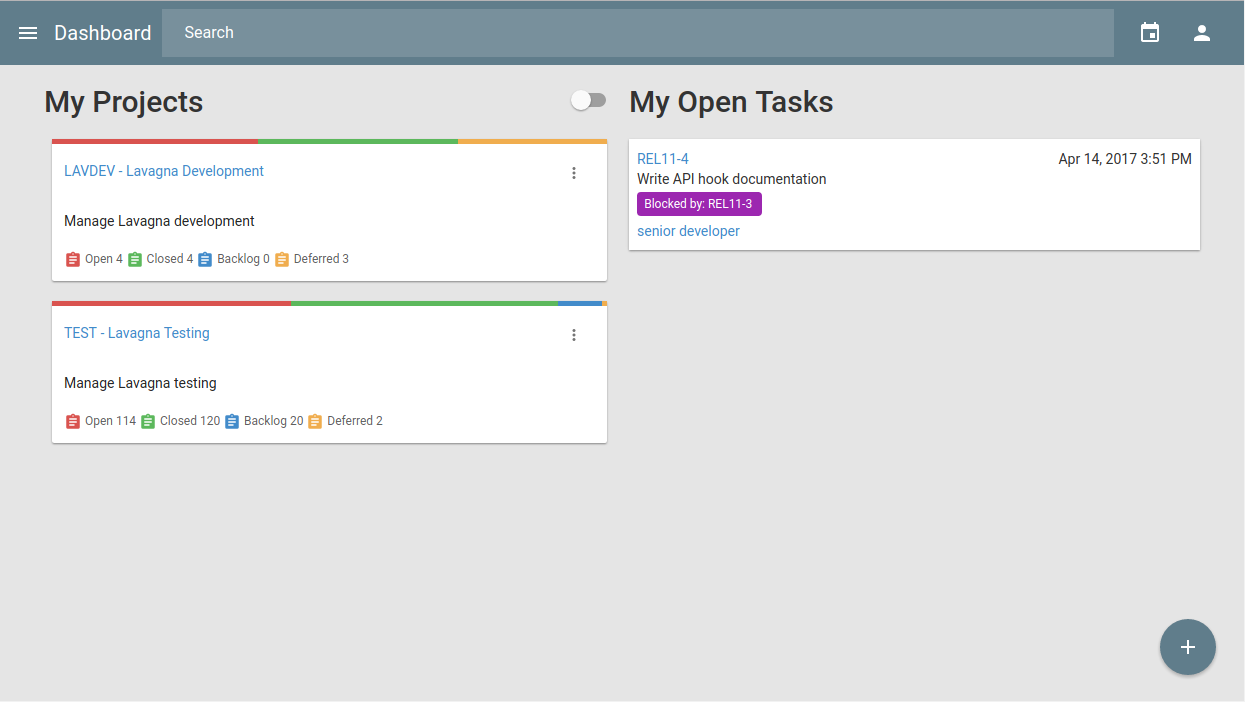 Dashboard
Search
My Projects
LAVDEV - Lavagna Development
Manage Lavagna development
Open 4 Closed 4 Backlog 0 Deferred 3
TEST - Lavagna Testing
Manage Lavagna testing
Open 114 Closed 120 Backlog 20 Deferred 2
My Open Tasks
REL11-4 Apr 14, 2017 3:51 PM
Write API hook documentation
Blocked by: REL11-3
senior developer